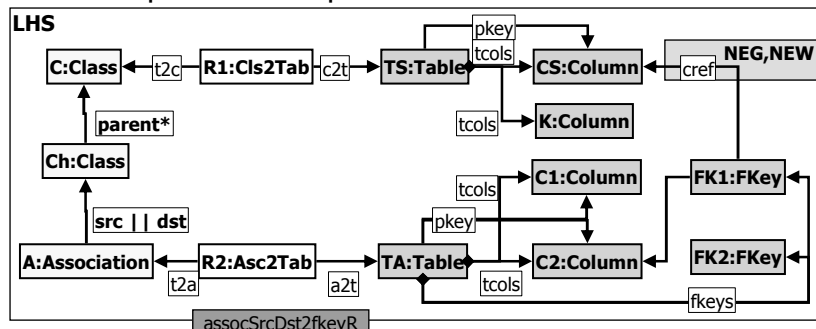 LHS
pkey
NEG,NEW
tcols
C:Class
t2c
R1:Cls2Tab
c2t
TS:Table
CS:Column
cref
parent*
tcols
K:Column
Ch:Class
C1:Column
FK1:FKey
tcols
src || dst
pkey
A:Association
R2:Asc2Tab
TA:Table
C2:Column
FK2:FKey
t2a
a2t
tcols
fkeys
assocSrcDst2fkeyR